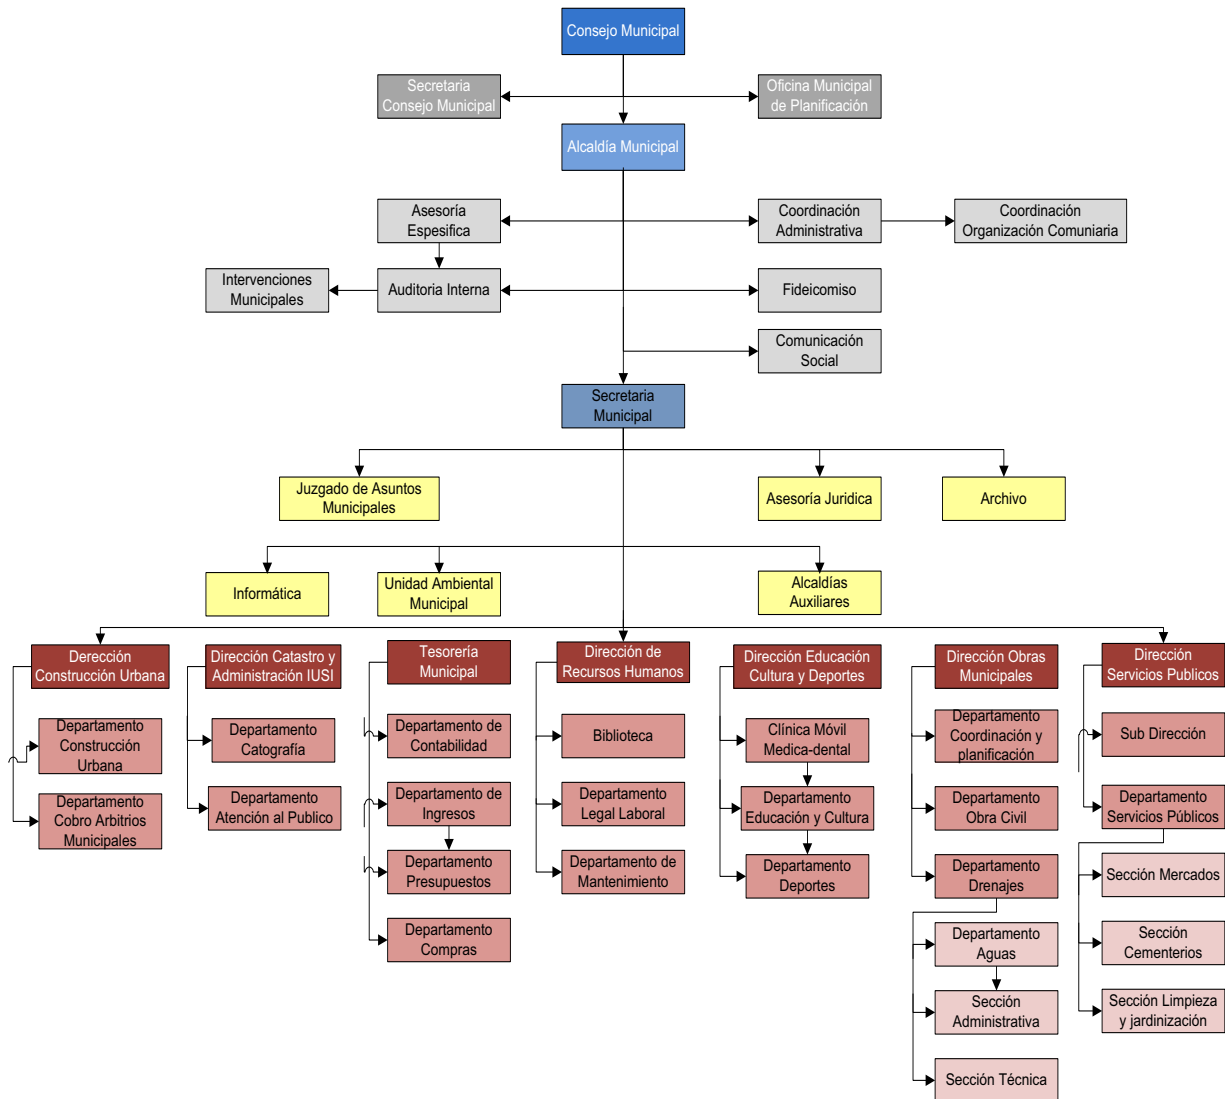 Consejo Municipal
Secretaria
Consejo Municipal
Oficina Municipal
de Planificación
Alcaldía Municipal
Asesoría
Espesifica
Coordinación
Administrativa
Coordinación
Organización Comuniaria
Intervenciones
Municipales
Auditoria Interna
Fideicomiso
Comunicación
Social
Secretaria
Municipal
Juzgado de Asuntos
Municipales
Asesoría Juridica
Archivo
Informática
Unidad Ambiental
Municipal
Alcaldías
Auxiliares
Derección
Construcción Urbana
Dirección Catastro y
Administración IUSI
Tesorería
Municipal
Dirección de
Recursos Humanos
Dirección Educación
Cultura y Deportes
Dirección Obras
Municipales
Dirección
Servicios Publicos
Departamento
Construcción
Urbana
Departamento
Cobro Arbitrios
Municipales
Departamento
Catografía
Departamento
Atención al Publico
Departamento de
Contabilidad
Departamento de
Ingresos
Departamento
Presupuestos
Departamento
Compras
Biblioteca
Departamento
Legal Laboral
Departamento de
Mantenimiento
Clínica Móvil
Medica-dental
Departamento
Educación y Cultura
Departamento
Deportes
Departamento
Coordinación y
planificación
Departamento
Obra Civil
Departamento
Drenajes
Departamento
Aguas
Sección
Administrativa
Sección Técnica
Sub Dirección
Departamento
Servicios Públicos
Sección Mercados
Sección
Cementerios
Sección Limpieza
y jardinización